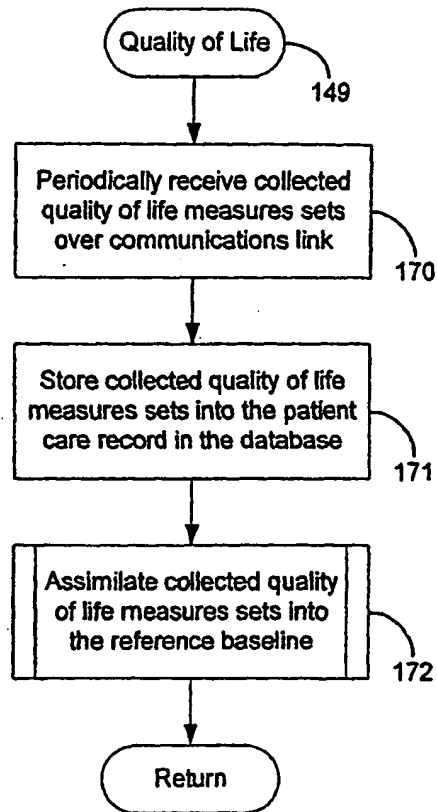 Quality of Life
149
Periodically receive collected
quality of life measures sets
over communications link
170
Store collected quality of life
measures sets into the patient
care record in the database
171
Assimilate collected quality
of life measures sets into
the reference baseline
172
Return